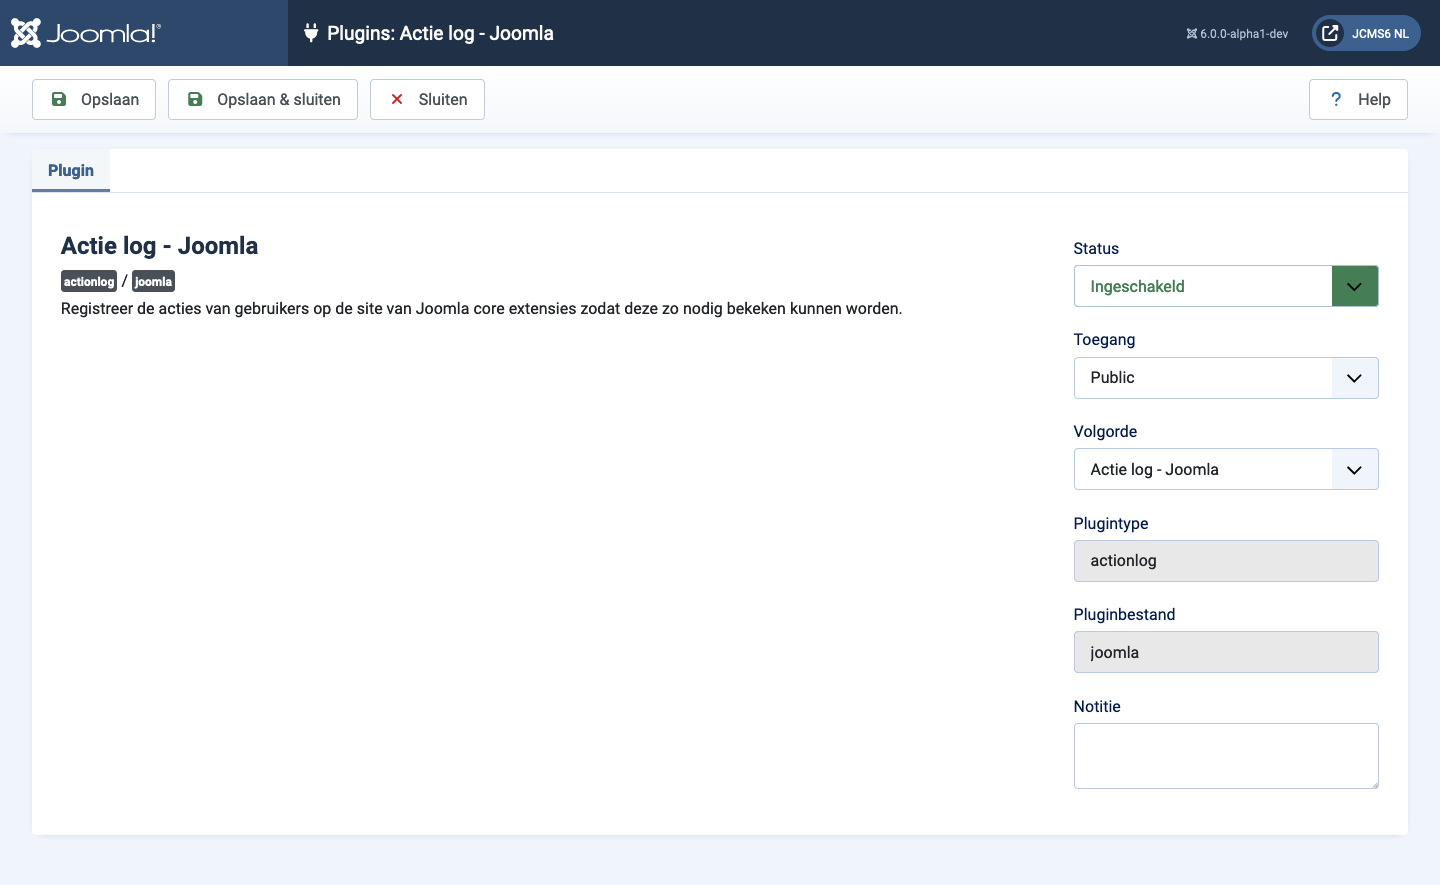 Joomla!®
Plugins: Actie log - Joomla
6.0.0-alpha1-dev
JCMS6 NL
Opslaan
Opslaan & sluiten
Sluiten
? Help
Plugin
Actie log - Joomla
actionlog / joomla
Registreer de acties van gebruikers op de site van Joomla core extensies zodat deze zo nodig bekeken kunnen worden.
Status
Ingeschakeld
Toegang
Public
Volgorde
Actie log - Joomla
Plugintype
actionlog
Pluginbestand
joomla
Notitie